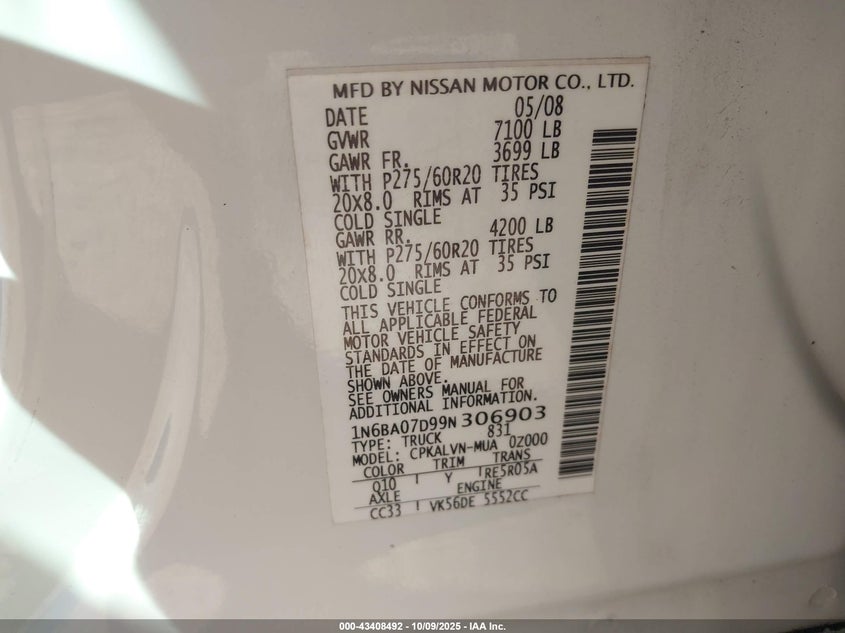 MFD BY NISSAN MOTOR CO., LTD.
DATE 05/08
GVWR 7100 LB
GAWR FR. 3699 LB
WITH P275/60R20 TIRES
20X8.0 RIMS AT 35 PSI
COLD SINGLE
GAWR RR. 4200 LB
WITH P275/60R20 TIRES
20X8.0 RIMS AT 35 PSI
COLD SINGLE
THIS VEHICLE CONFORMS TO
ALL APPLICABLE FEDERAL
MOTOR VEHICLE SAFETY
STANDARDS IN EFFECT ON
THE DATE OF MANUFACTURE
SHOWN ABOVE.
SEE OWNERS MANUAL FOR
ADDITIONAL INFORMATION.
1N6BA07D99N306903
TYPE: TRUCK 831
MODEL: CPKALVN-MUA 0Z000
COLOR TRIM TRANS
Q10 ! Y !RE5R05A
AXLE ENGINE
CC33 ! VK56DE 5552CC
000-43408492 - 10/09/2025 - IAA Inc.